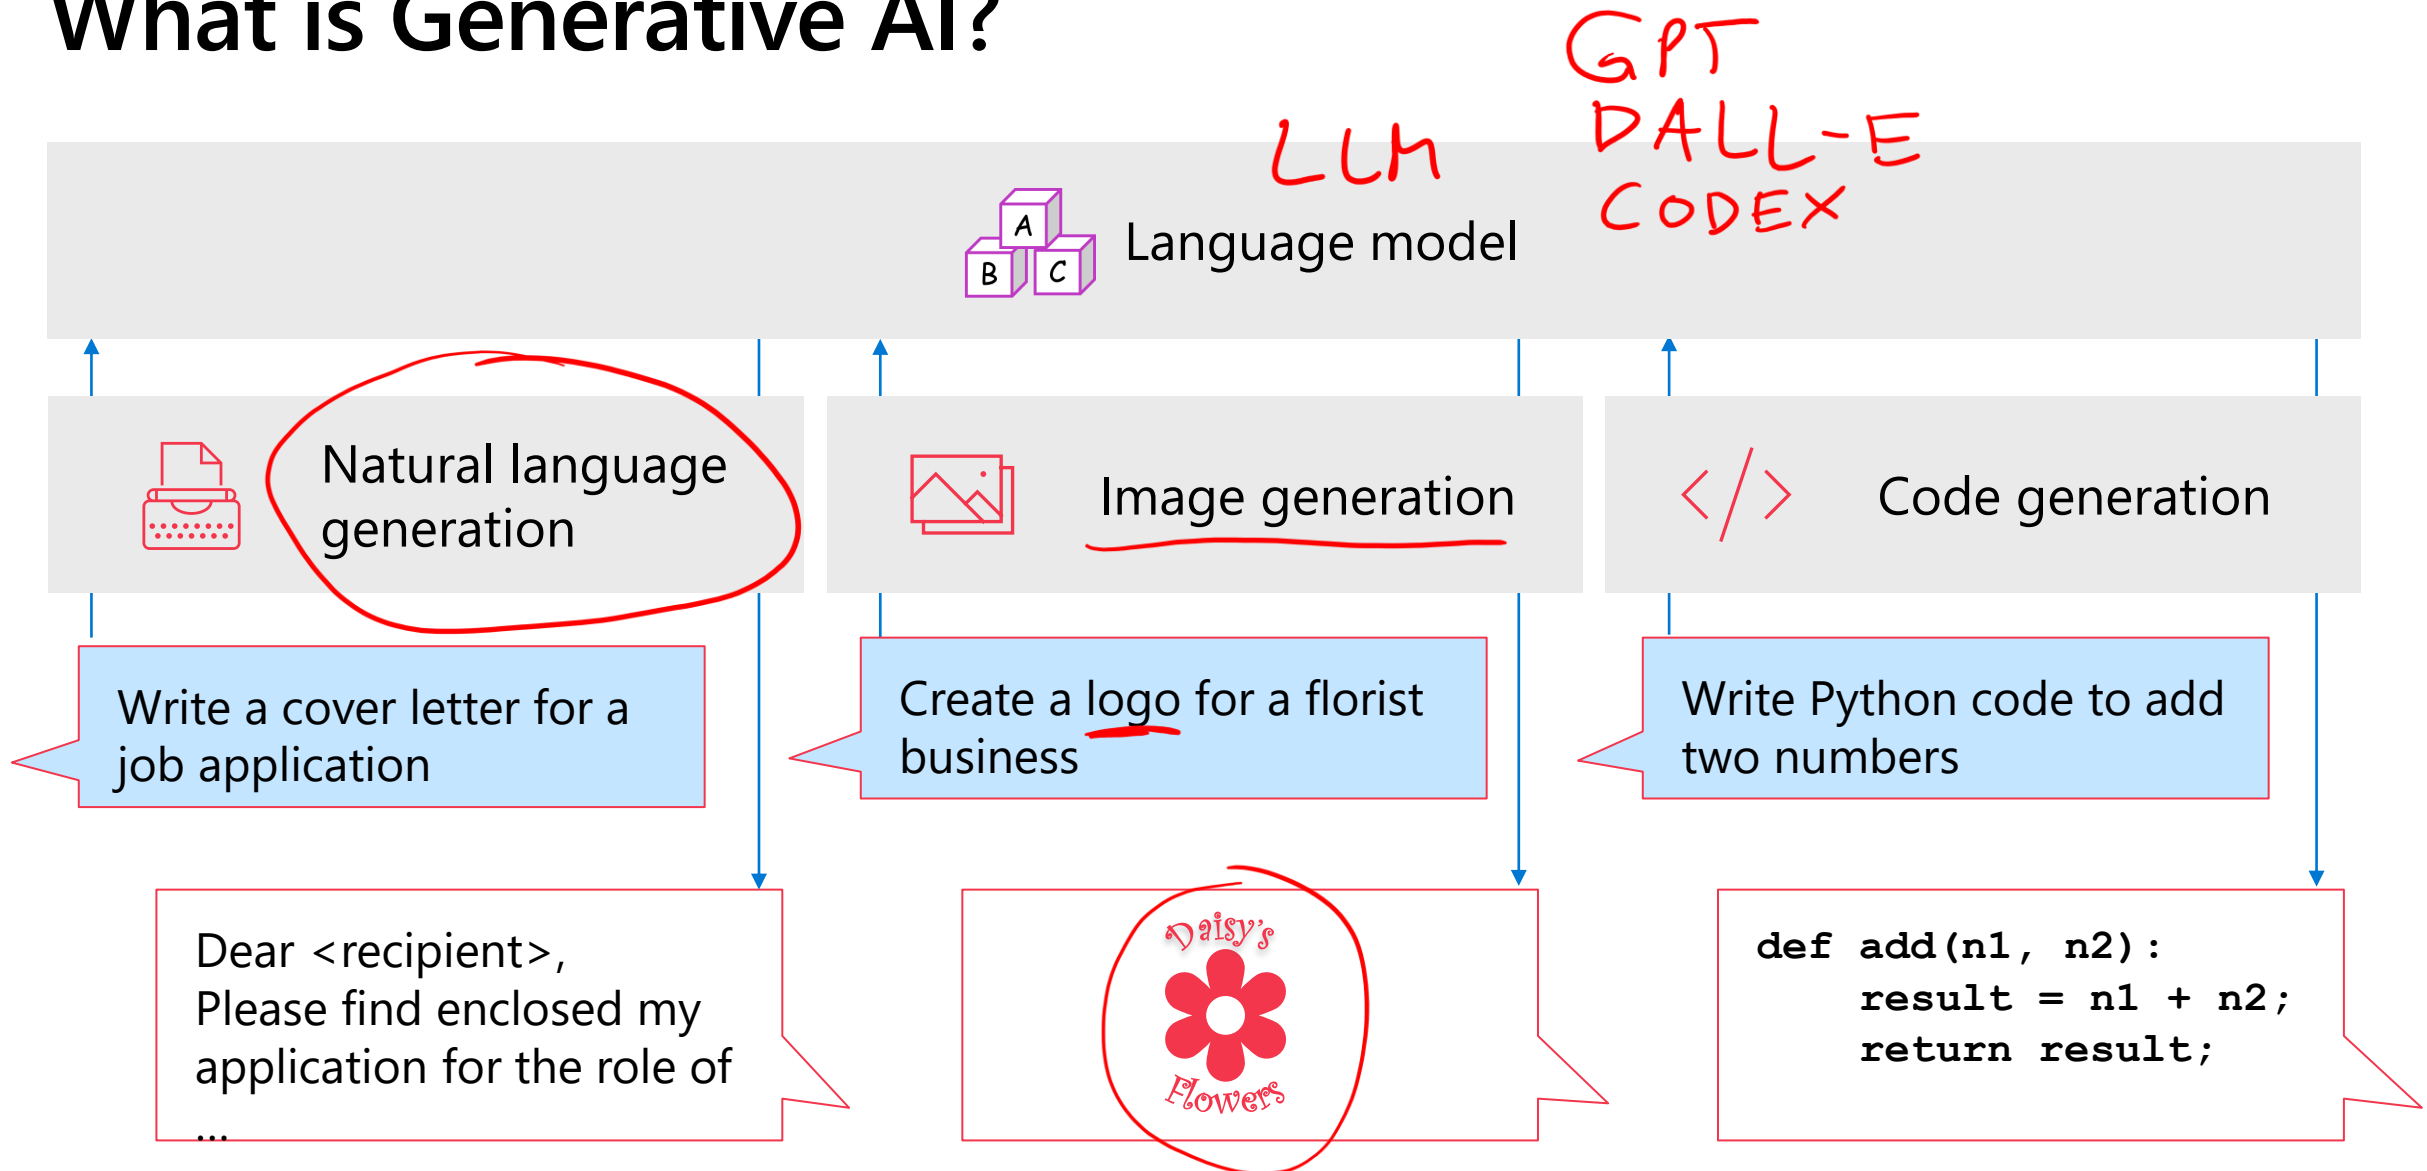 What is Generative AI?
GPT
DALL-E
CODEX
LLM
A
B C
Language model
Natural language
generation
Image generation
Code generation
Write a cover letter for a
job application
Create a logo for a florist
business
Write Python code to add
two numbers
Dear <recipient>,
Please find enclosed my
application for the role of
...
Daisy's
Flowers
def add(n1, n2):
    result = n1 + n2;
    return result;